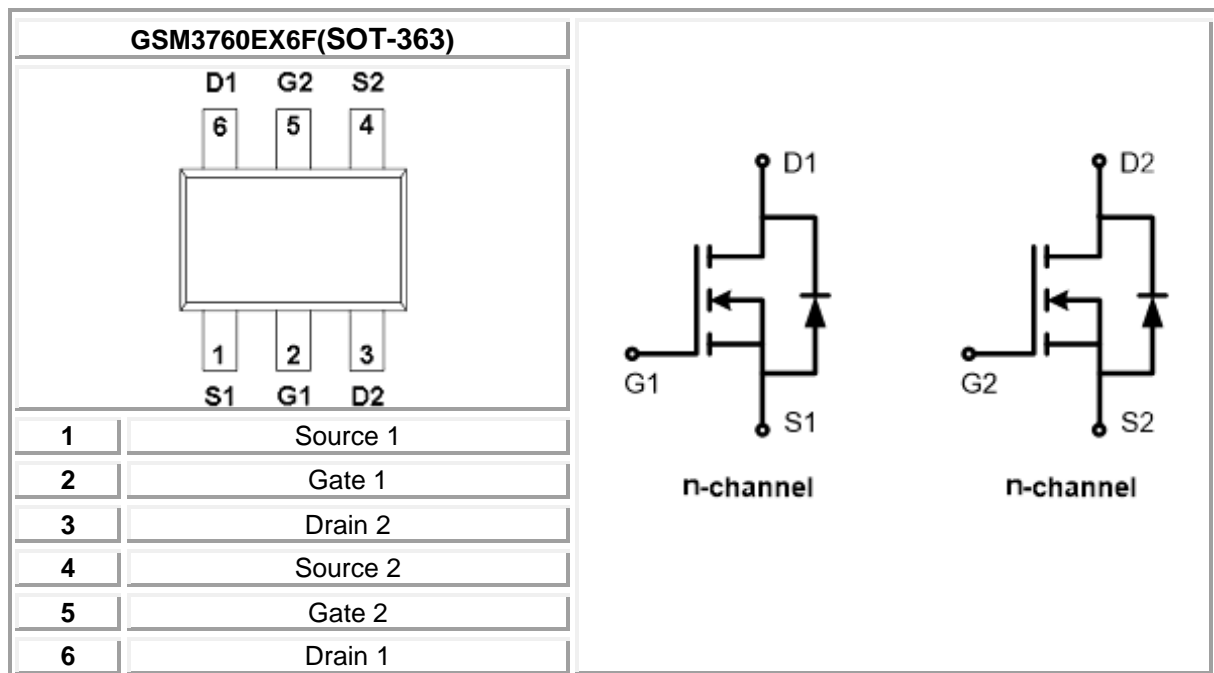 GSM3760EX6F(SOT-363)
D1 G2 S2
6 5 4
1 2 3
S1 G1 D2
1 Source 1
2 Gate 1
3 Drain 2
4 Source 2
5 Gate 2
6 Drain 1
D1 D2
G1 G2
S1 S2
n-channel n-channel